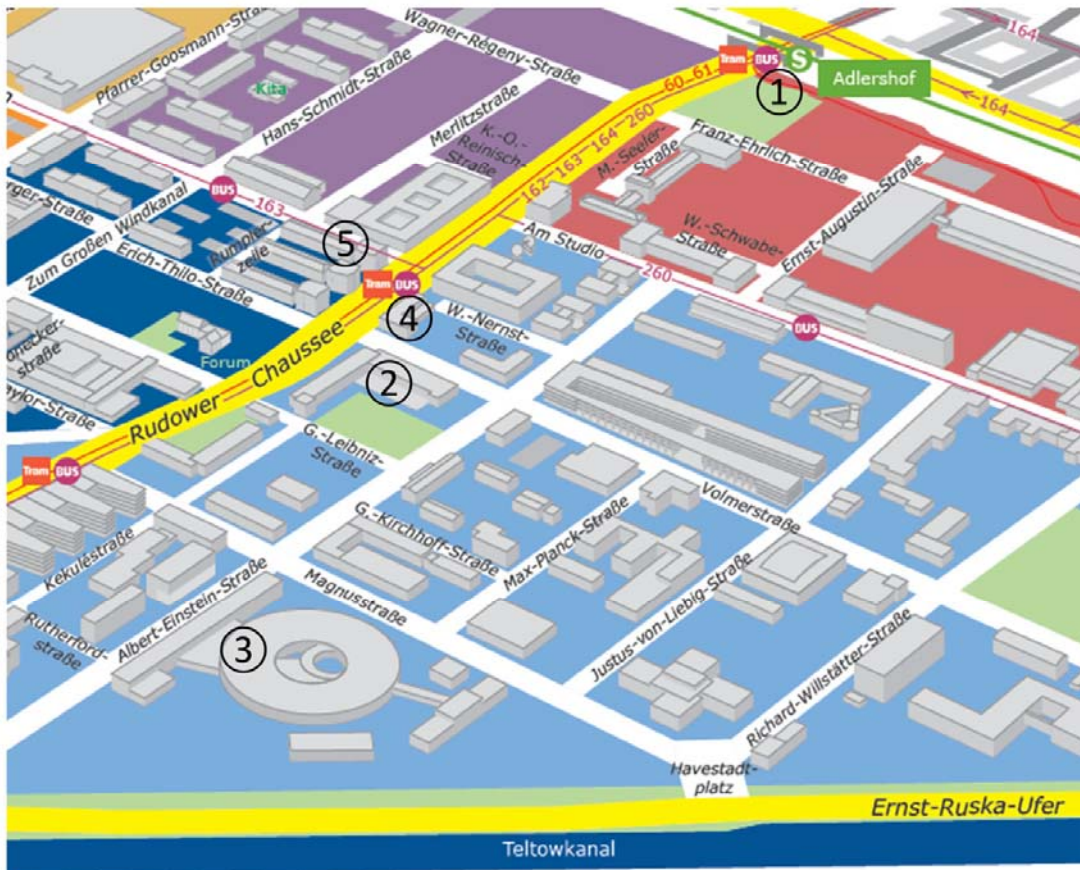 Pfarrer-Goosmann-Straße
Wagner-Régeny-Straße
164
Tram
BUS
S
Adlershof
①
60 61
164
Kita
Hans-Schmidt-Straße
Merlitzstraße
K.-O.-
Reinisch-
Straße
162 163 164 260
M.-Seeler-
Straße
Franz-Ehrlich-Straße
Ernst-Augustin-Straße
BUS
163
Zum Großen Windkanal
Rumpler-
zeile
⑤
Am Studio
W.-Schwabe-
Straße
260
Erich-Thilo-Straße
Tram
BUS
④
W.-Nernst-
Straße
BUS
Forum
②
Rudower Chaussee
G.-Leibniz-
Straße
Tram
BUS
Volmerstraße
G.-Kirchhoff-Straße
Max-Planck-Straße
Kekuléstraße
Albert-Einstein-Straße
Magnusstraße
Justus-von-Liebig-Straße
Rutherford-
straße
③
Richard-Willstätter-Straße
Havestadt-
platz
Ernst-Ruska-Ufer
Teltowkanal